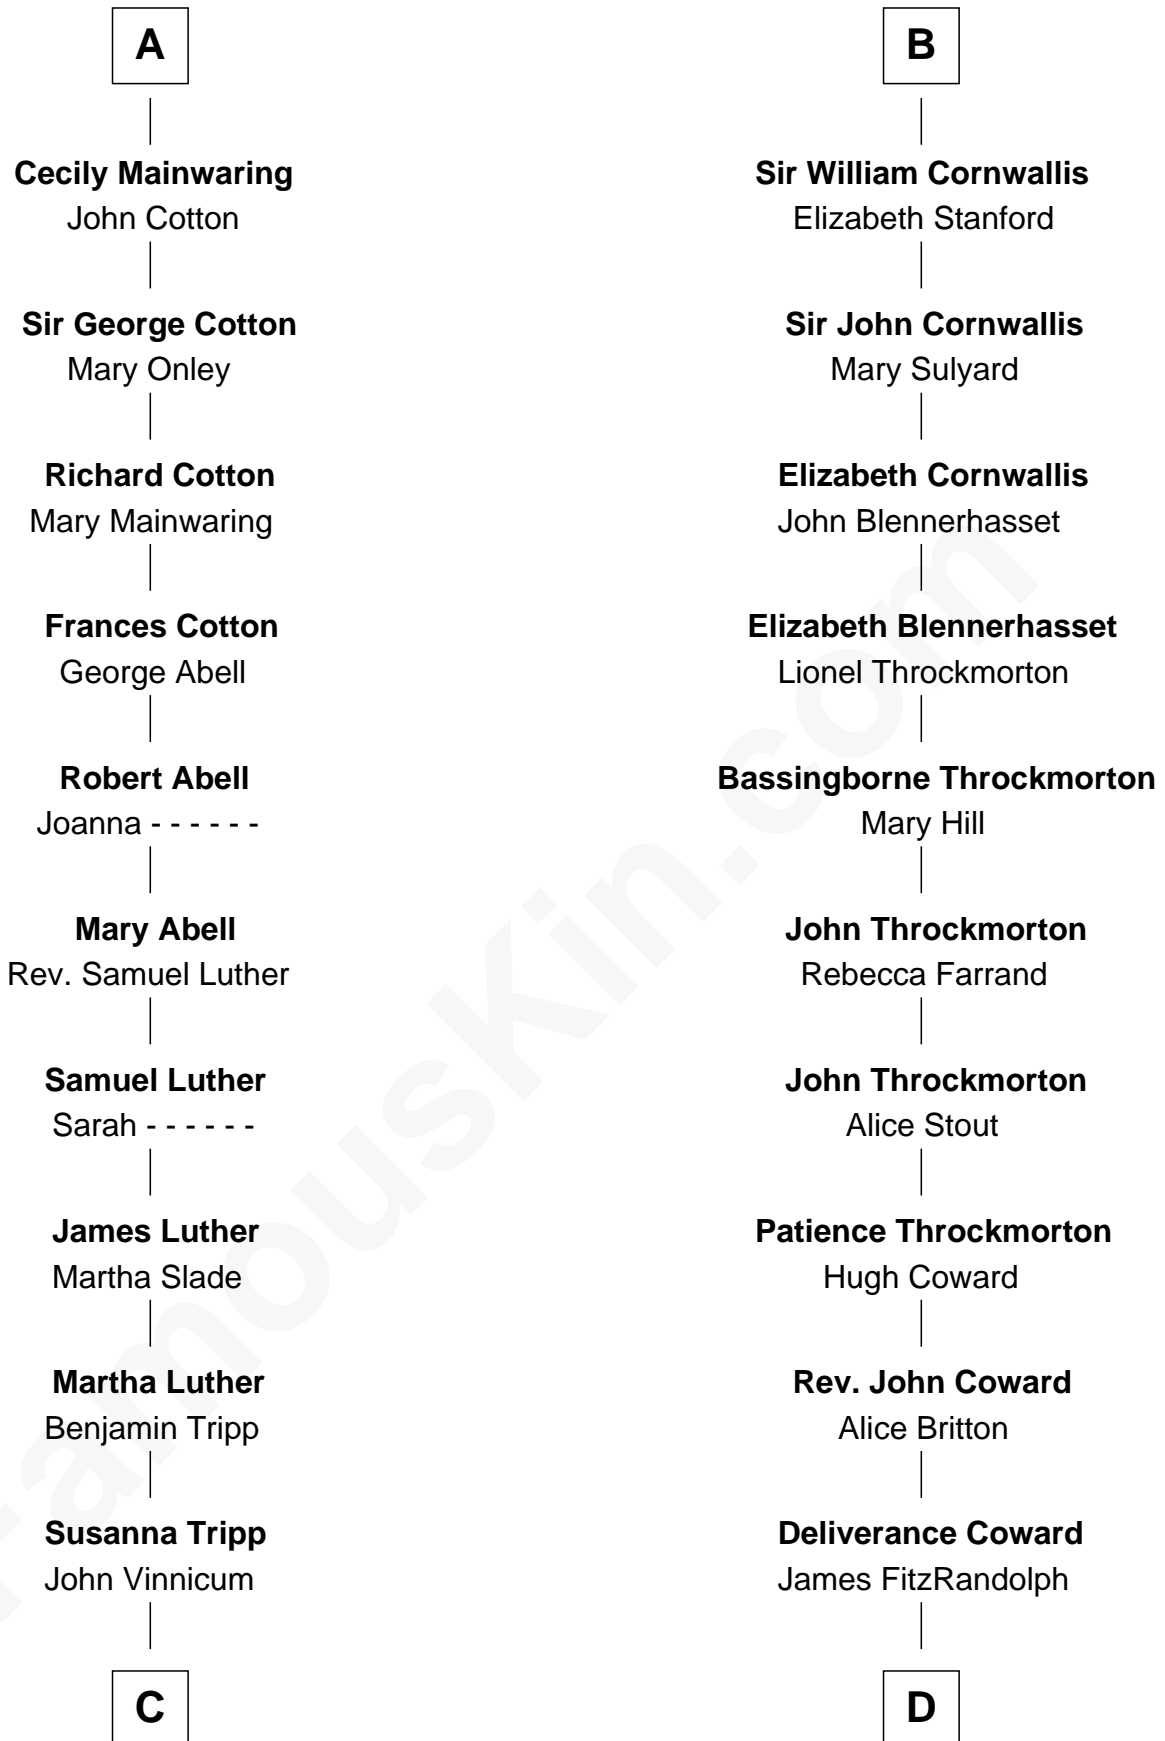 A
Cecily Mainwaring
John Cotton
Sir George Cotton
Mary Onley
Richard Cotton
Mary Mainwaring
Frances Cotton
George Abell
Robert Abell
Joanna - - - - - -
Mary Abell
Rev. Samuel Luther
Samuel Luther
Sarah - - - - - -
James Luther
Martha Slade
Martha Luther
Benjamin Tripp
Susanna Tripp
John Vinnicum
C
B
Sir William Cornwallis
Elizabeth Stanford
Sir John Cornwallis
Mary Sulyard
Elizabeth Cornwallis
John Blennerhasset
Elizabeth Blennerhasset
Lionel Throckmorton
Bassingborne Throckmorton
Mary Hill
John Throckmorton
Rebecca Farrand
John Throckmorton
Alice Stout
Patience Throckmorton
Hugh Coward
Rev. John Coward
Alice Britton
Deliverance Coward
James FitzRandolph
D
FamousKin.com